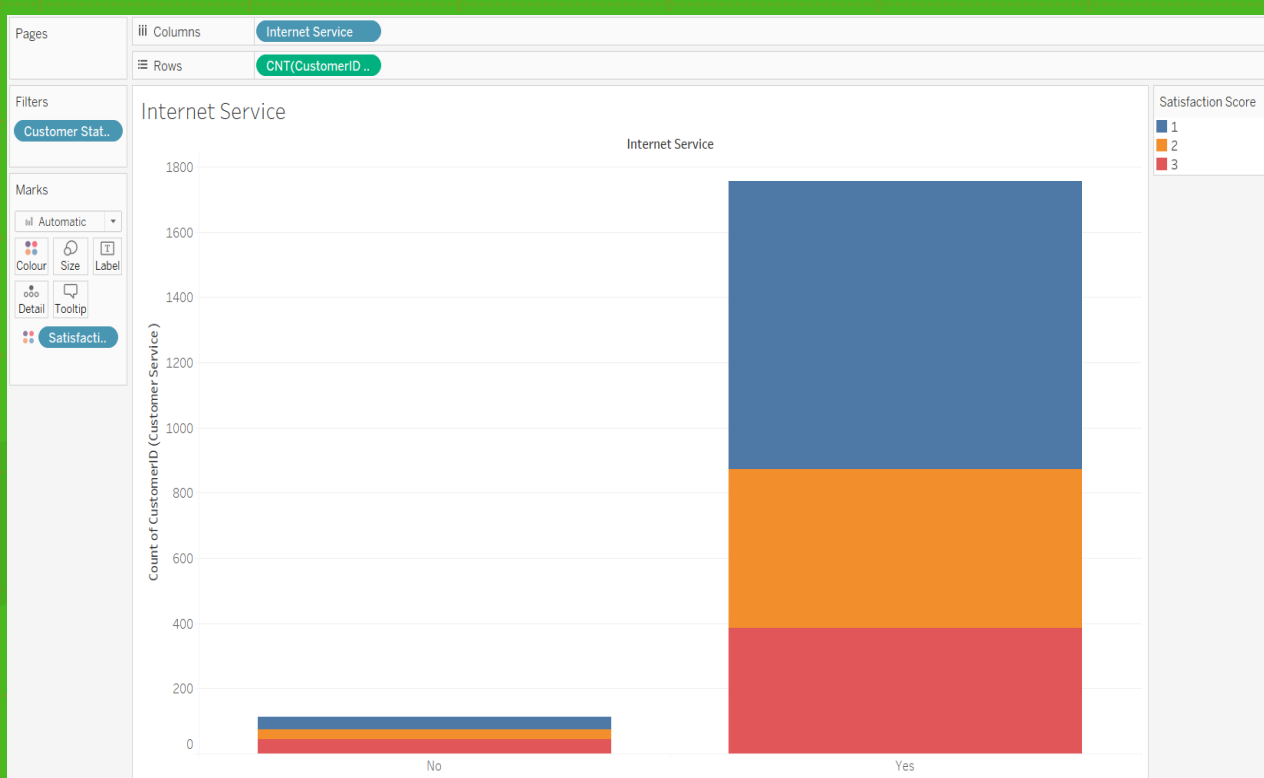 Pages
iii Columns
Internet Service
Rows
CNT(CustomerID ..
Filters
Customer Stat..
Marks
Automatic
Colour
Size
T
Label
Detail
Tooltip
Satisfacti..
Internet Service
Internet Service
Count of CustomerID (Customer Service )
1800
1600
1400
1200
1000
800
600
400
200
0
No
Yes
Satisfaction Score
1
2
3